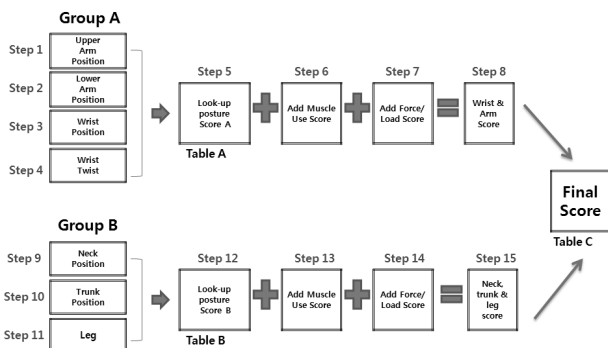 Group A
Step 1
Upper
Arm
Position
Step 2
Lower
Arm
Position
Step 3
Wrist
Position
Step 4
Wrist
Twist
Step 5
Look-up
posture
Score A
Table A
Step 6
Add Muscle
Use Score
Step 7
Add Force/
Load Score
Step 8
Wrist &
Arm
Score
Group B
Step 9
Neck
Position
Step 10
Trunk
Position
Step 11
Leg
Step 12
Look-up
posture
Score B
Table B
Step 13
Add Muscle
Use Score
Step 14
Add Force/
Load Score
Step 15
Neck,
trunk &
leg
score
Final
Score
Table C